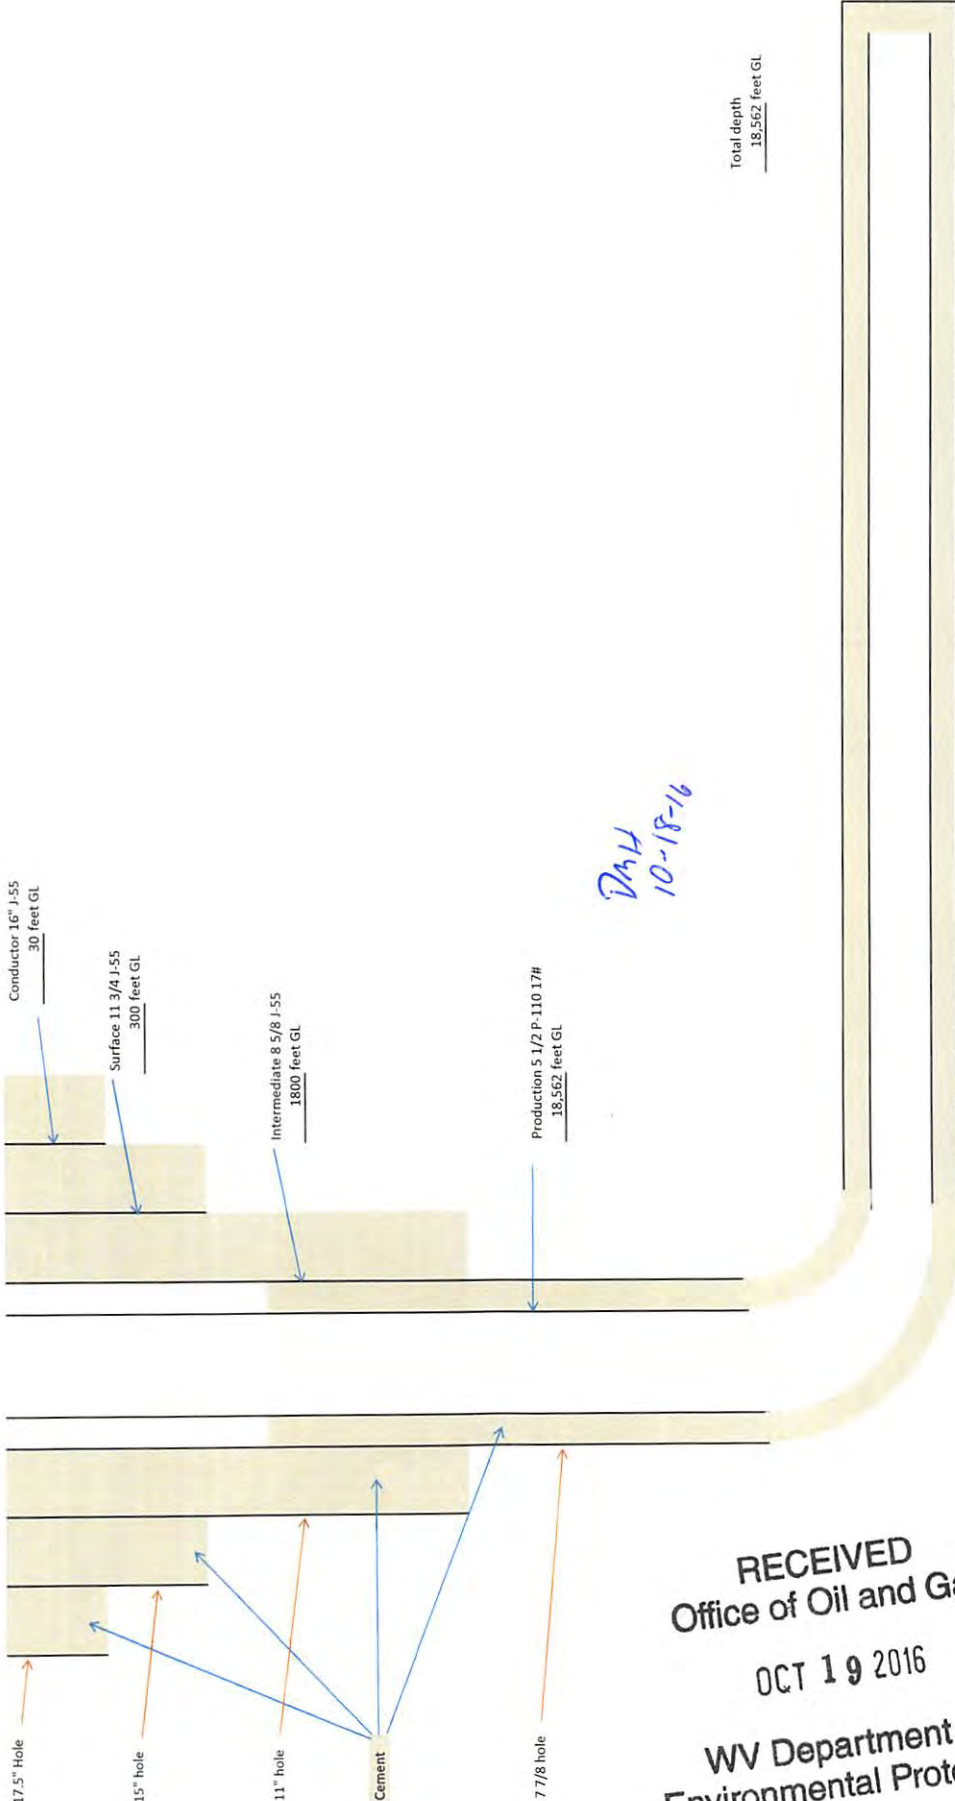 17.5" Hole
15" hole
11" hole
Cement
7 7/8 hole
Conductor 16" J-55
30 feet GL
Surface 11 3/4 J-55
300 feet GL
Intermediate 8 5/8 J-55
1800 feet GL
Production 5 1/2 P-110 17#
18,562 feet GL
Total depth
18,562 feet GL
DMH
10-18-16
RECEIVED
Office of Oil and Ga
OCT 19 2016
WV Department
Environmental Prote